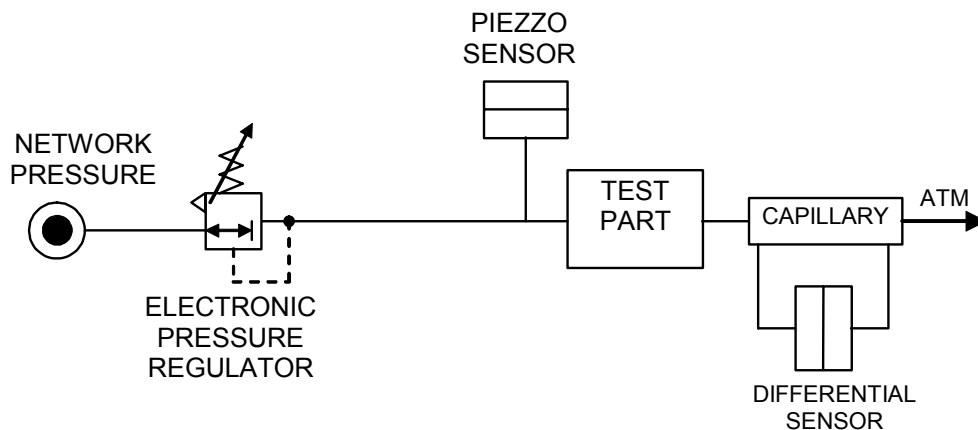 PIEZZO
SENSOR
NETWORK
PRESSURE
TEST
PART
CAPILLARY
ATM
ELECTRONIC
PRESSURE
REGULATOR
DIFFERENTIAL
SENSOR